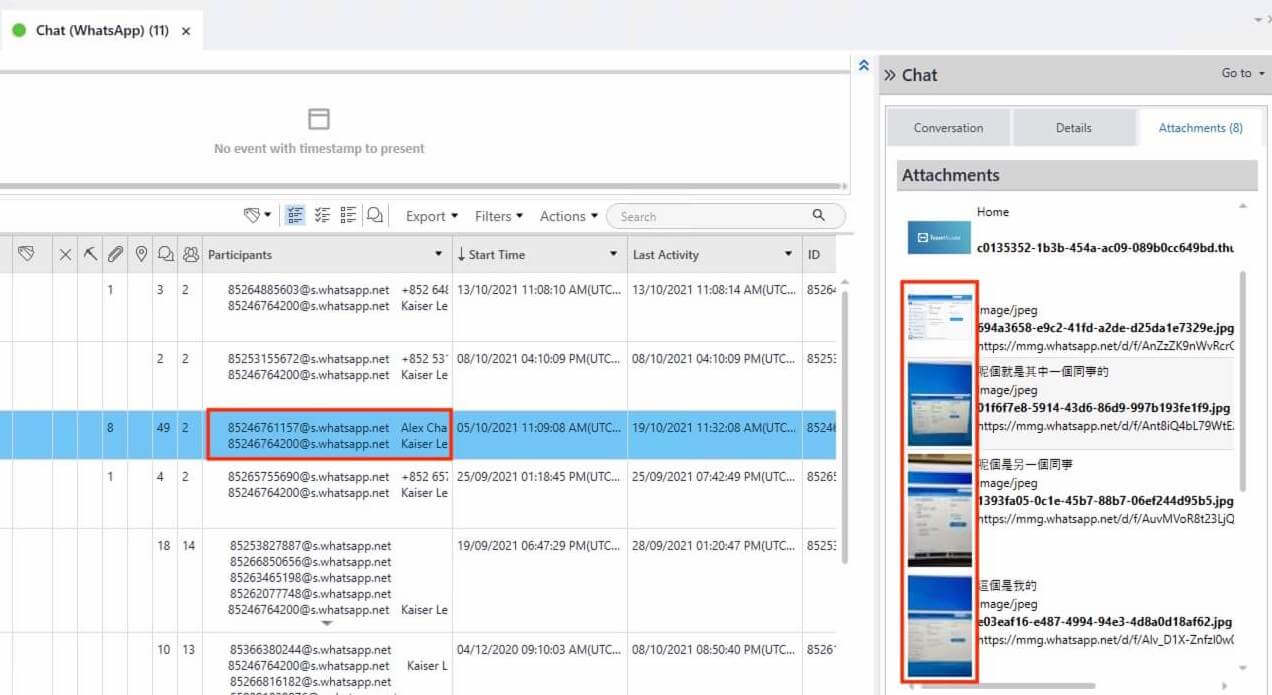 Chat (WhatsApp) (11)
No event with timestamp to present
Export
Filters
Actions
Search
Participants
Start Time
Last Activity
ID
1 3 2 85264885603@s.whatsapp.net +852 648 13/10/2021 11:08:10 AM(UTC... 13/10/2021 11:08:14 AM(UTC... 85264
85246764200@s.whatsapp.net Kaiser Le
2 2 85253155672@s.whatsapp.net +852 531 08/10/2021 04:10:09 PM(UTC... 08/10/2021 04:10:09 PM(UTC... 85253
85246764200@s.whatsapp.net Kaiser Le
8 49 2 85246761157@s.whatsapp.net Alex Cha 05/10/2021 11:09:08 AM(UTC... 19/10/2021 11:32:08 AM(UTC... 85246
85246764200@s.whatsapp.net Kaiser Le
1 4 2 85265755690@s.whatsapp.net +852 657 25/09/2021 01:18:45 PM(UTC... 25/09/2021 07:42:49 PM(UTC... 85265
85246764200@s.whatsapp.net Kaiser Le
18 14 85253827887@s.whatsapp.net 19/09/2021 06:47:29 PM(UTC... 28/09/2021 01:20:47 PM(UTC... 85253
85266850656@s.whatsapp.net
85263465198@s.whatsapp.net
85262077748@s.whatsapp.net
85246764200@s.whatsapp.net Kaiser Le
10 13 85366380244@s.whatsapp.net 04/12/2020 09:10:03 AM(UTC... 08/10/2021 08:50:40 PM(UTC... 85261
85246764200@s.whatsapp.net Kaiser L
85266816182@s.whatsapp.net
Chat
Go to
Conversation
Details
Attachments (8)
Attachments
Home
c0135352-1b3b-454a-ac09-089b0cc649bd.thu
image/jpeg
694a3658-e9c2-41fd-a2de-d25da1e7329e.jpg
https://mmg.whatsapp.net/d/f/AnZzZK9nWvRcrC
呢個就是其中一個同事的
image/jpeg
01f6f7e8-5914-43d6-86d9-997b193fe1f9.jpg
https://mmg.whatsapp.net/d/f/Ant8iQ4bL79WtE
呢個是另一個同事
image/jpeg
1393fa05-0c1e-45b7-88b7-06ef244d95b5.jpg
https://mmg.whatsapp.net/d/f/AuvMVoR8t23LjQ
這個是我的
image/jpeg
e03eaf16-e487-4994-94e3-4d8a0d18af62.jpg
https://mmg.whatsapp.net/d/f/Alv_D1X-Znfzl0w0